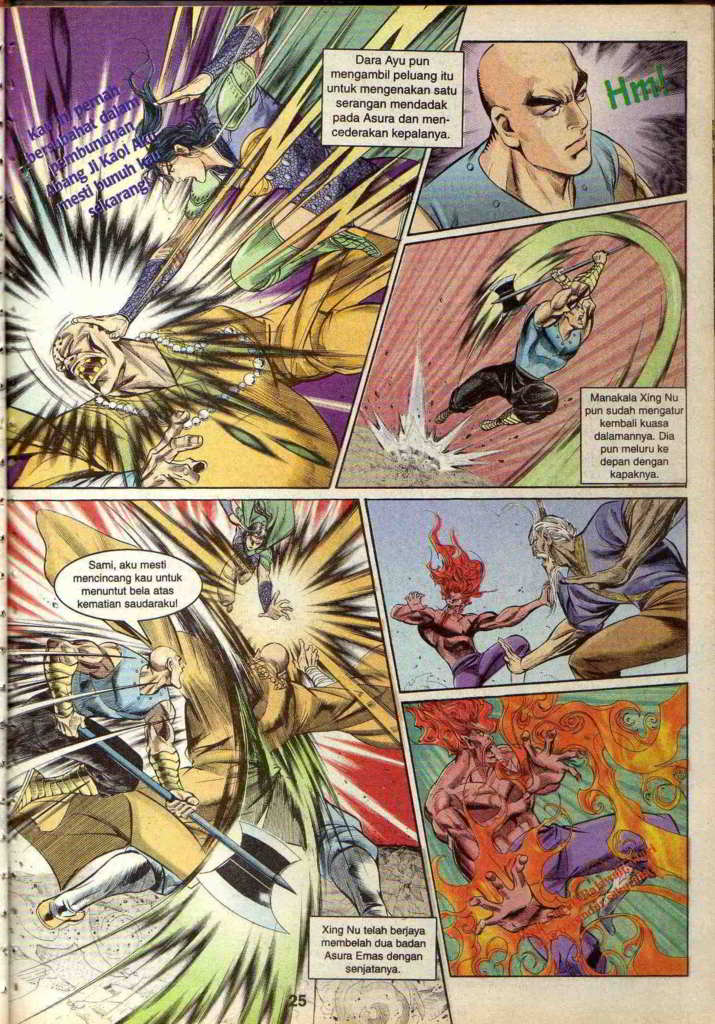 Kau ini pernah
bersubahat dalam
pembunuhan
Abang Ji Kaoi Aku
mesti bunuh kau
sekarang!
Dara Ayu pun
mengambil peluang itu
untuk mengenakan satu
serangan mendadak
pada Asura dan men-
cederakan kepalanya.
Hm!
Manakala Xing Nu
pun sudah mengatur
kembali kuasa
dalamannya. Dia
pun meluru ke
depan dengan
kapaknya.
Sami, aku mesti
mencincang kau untuk
menuntut bela atas
kematian saudaraku!
Xing Nu telah berjaya
membelah dua badan
Asura Emas dengan
senjatanya.
25